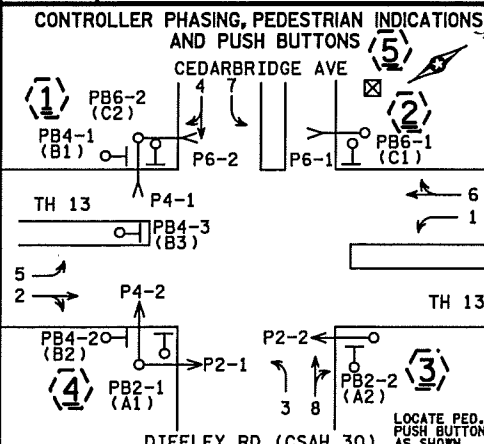 CONTROLLER PHASING, PEDESTRIAN INDICATIONS
AND PUSH BUTTONS
5
CEDARBRIDGE AVE
1
PB6-2
(C2)
4
7
2
PB4-1
(B1)
P6-2
P6-1
PB6-1
(C1)
TH 13
P4-1
6
1
PB4-3
(B3)
5
2
P4-2
TH 13
PB4-2
(B2)
P2-1
P2-2
4
PB2-1
(A1)
3
8
PB2-2
(A2)
3
LOCATE PED.
PUSH BUTTON
AS SHOWN
DIFFLEY RD (CSAH 30)